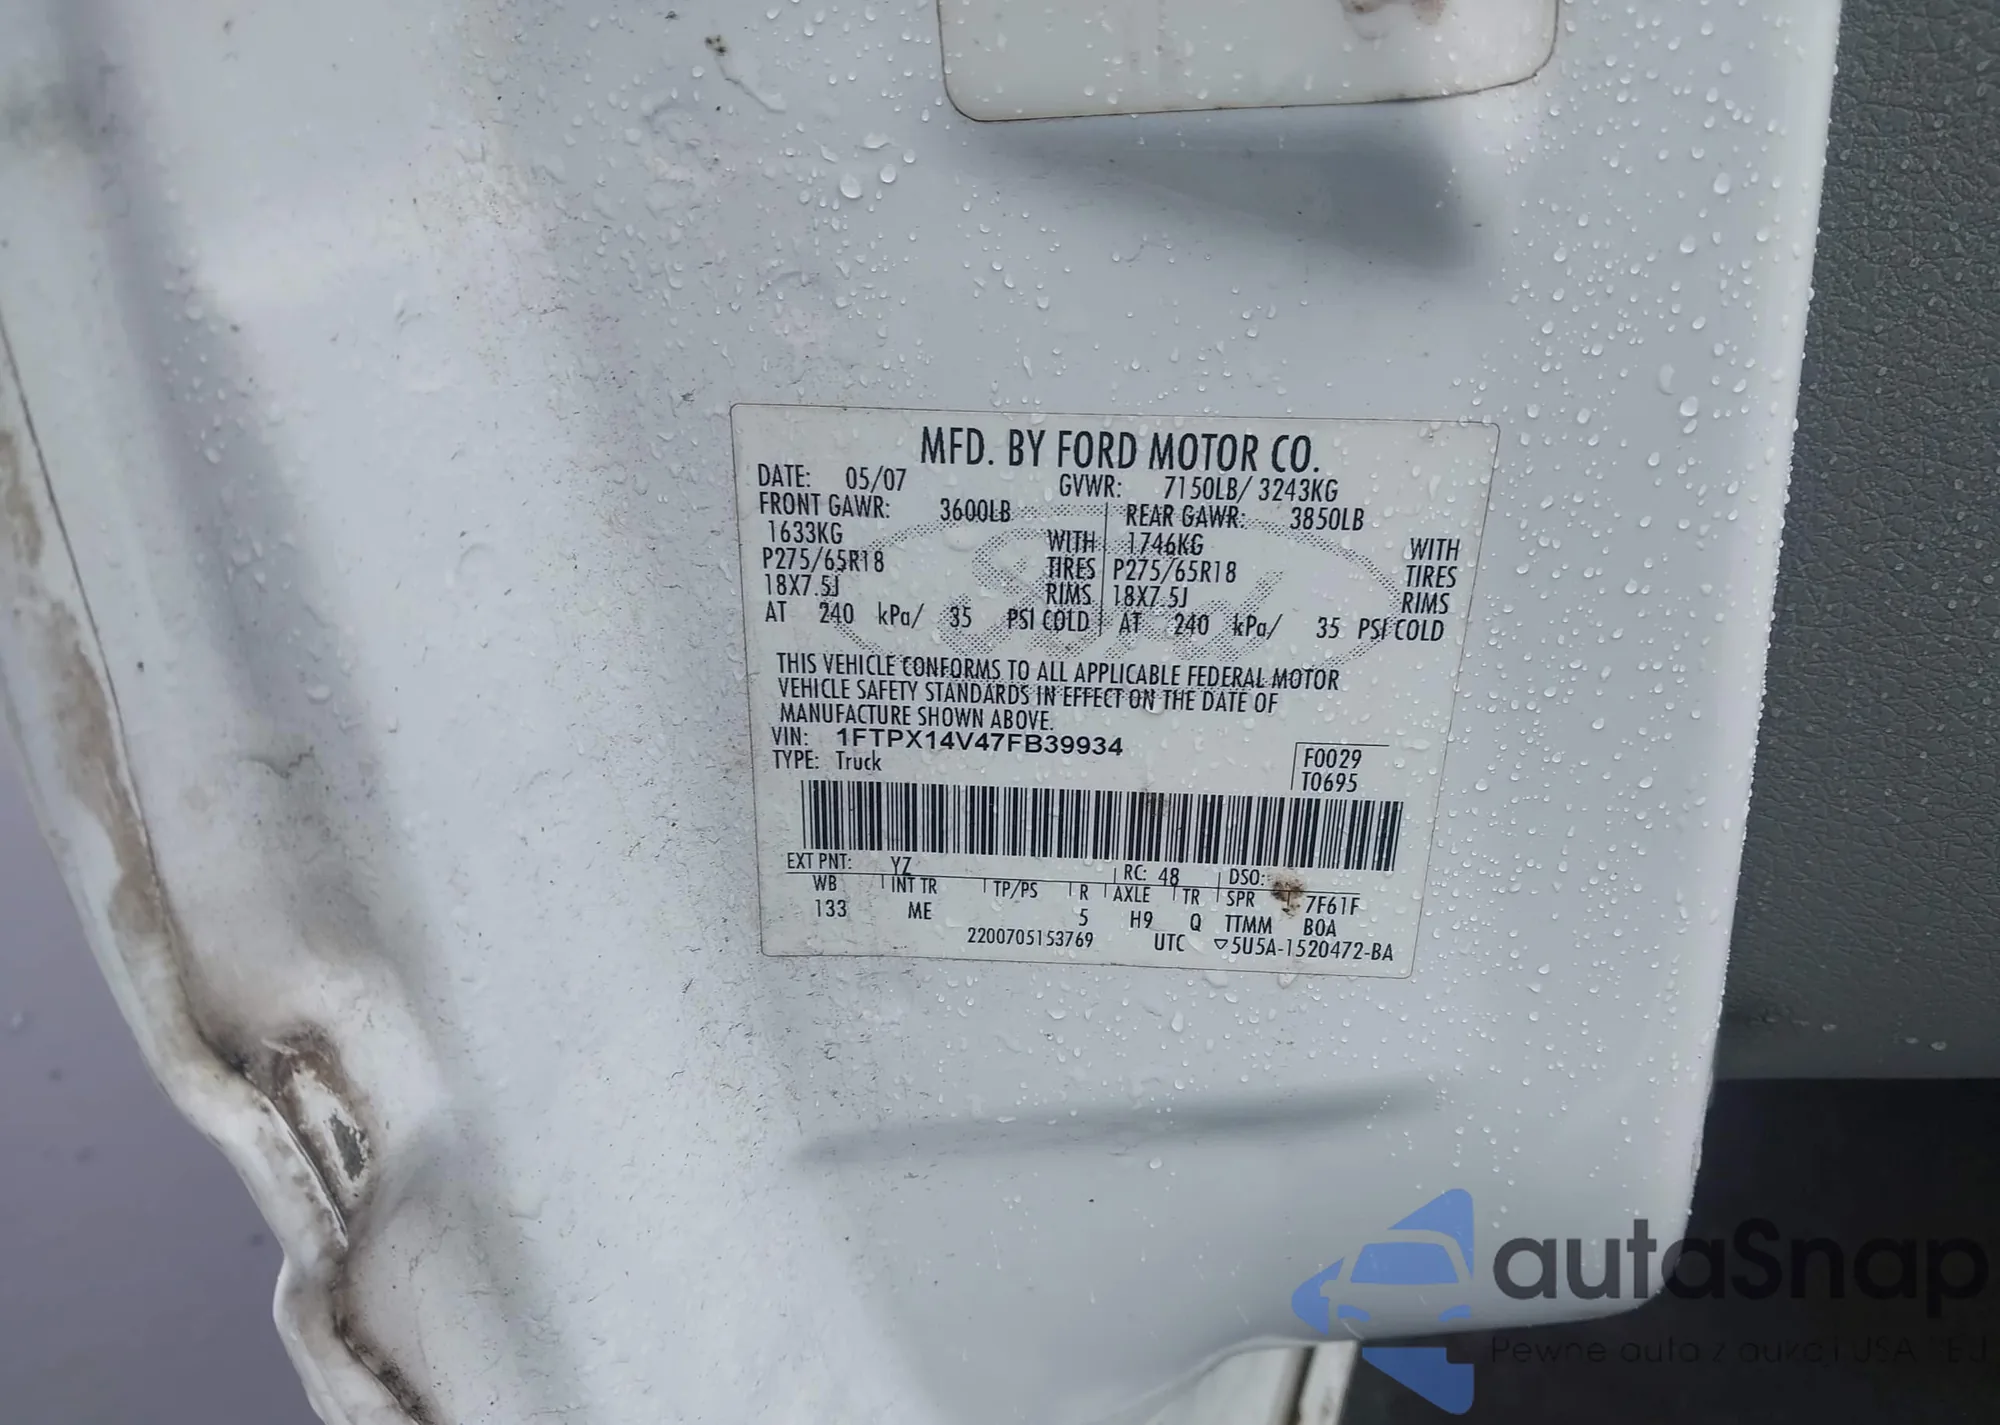 MFD. BY FORD MOTOR CO.
DATE: 05/07 GVWR: 7150LB/ 3243KG
FRONT GAWR: 3600LB REAR GAWR: 3850LB
1633KG WITH 1746KG WITH
P275/65R18 TIRES P275/65R18 TIRES
18X7.5J RIMS 18X7.5J RIMS
AT 240 kPa/ 35 PSI COLD AT 240 kPa/ 35 PSI COLD
THIS VEHICLE CONFORMS TO ALL APPLICABLE FEDERAL MOTOR
VEHICLE SAFETY STANDARDS IN EFFECT ON THE DATE OF
MANUFACTURE SHOWN ABOVE.
VIN: 1FTPX14V47FB39934
TYPE: Truck
F0029
T0695
EXT PNT: YZ RC: 48 DSO:
WB INT TR TP/PS R AXLE TR SPR 7F61F
133 ME 5 H9 Q TTMM BOA
2200705153769 UTC ▽5U5A-1520472-BA
autaSnap
Pewne auta z aukcji USA